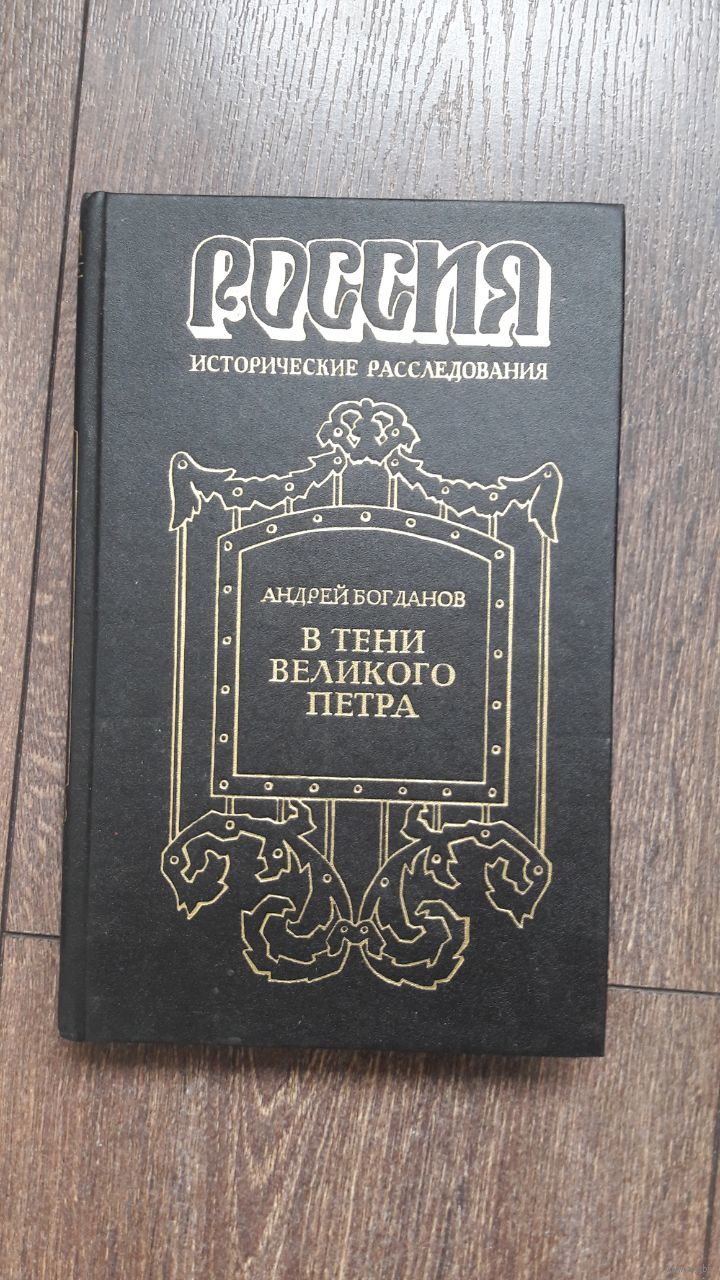 РОССИЯ
ИСТОРИЧЕСКИЕ РАССЛЕДОВАНИЯ
АНДРЕЙ БОГДАНОВ
В ТЕНИ
ВЕЛИКОГО
ПЕТРА